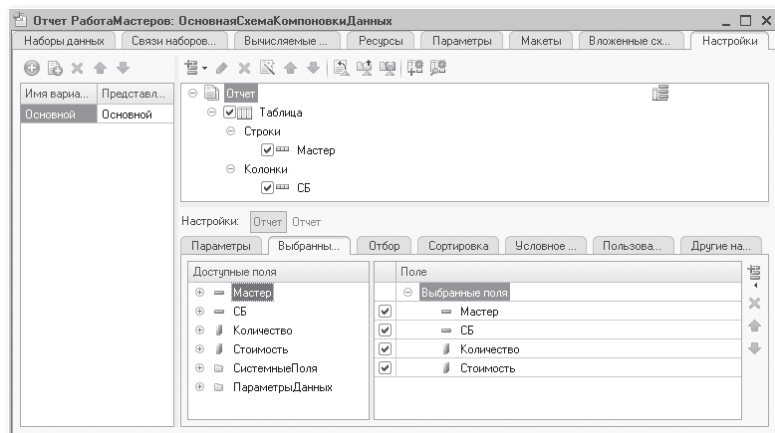 Отчет РаботаМастеров: ОсновнаяСхемаКомпоновкиДанных
Наборы данных Связи наборов... Вычисляемые ... Ресурсы Параметры Макеты Вложенные сх... Настройки
Имя вариа... Представл...
Основной Основной
Отчет
Таблица
Строки
Мастер
Колонки
СБ
Настройки: Отчет Отчет
Параметры Выбранны... Отбор Сортировка Условное ... Пользова... Другие на...
Доступные поля
Мастер
СБ
Количество
Стоимость
СистемныеПоля
ПараметрыДанных
Поле
Выбранные поля
Мастер
СБ
Количество
Стоимость